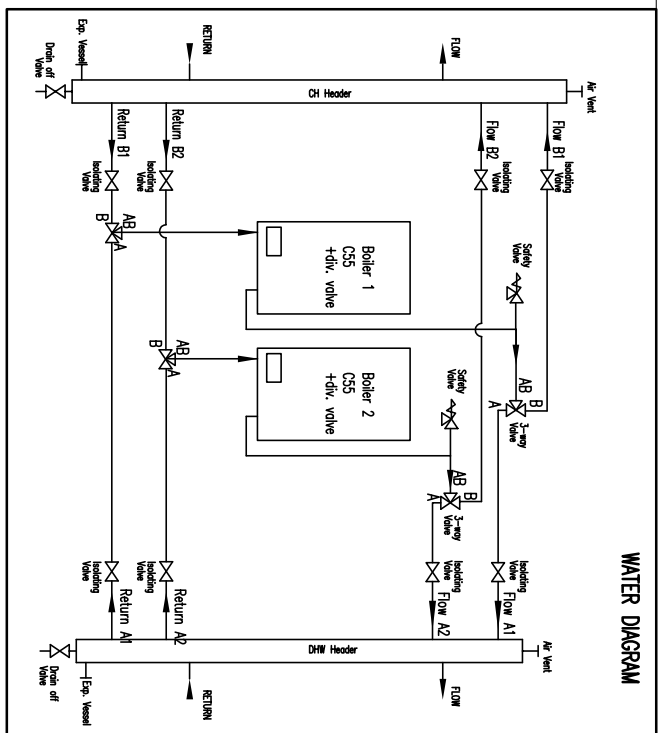 WATER DIAGRAM
Air Vent
Flow B1
Isolating
Valve
Safety
Valve
AB
B
A
3-way
Valve
Isolating
Valve
Flow A1
Air Vent
Flow B2
Isolating
Valve
FLOW
Safety
Valve
AB
B
A
3-way
Valve
Isolating
Valve
Flow A2
FLOW
CH Header
Boiler 1
C55
+div. valve
Boiler 2
C55
+div. valve
DHW Header
RETURN
Return B2
Isolating
Valve
AB
B
A
Isolating
Valve
Return A2
RETURN
Return B1
Isolating
Valve
AB
B
A
Isolating
Valve
Return A1
Exp. Vessell
Drain off
Valve
Exp. Vessel
Drain off
Valve